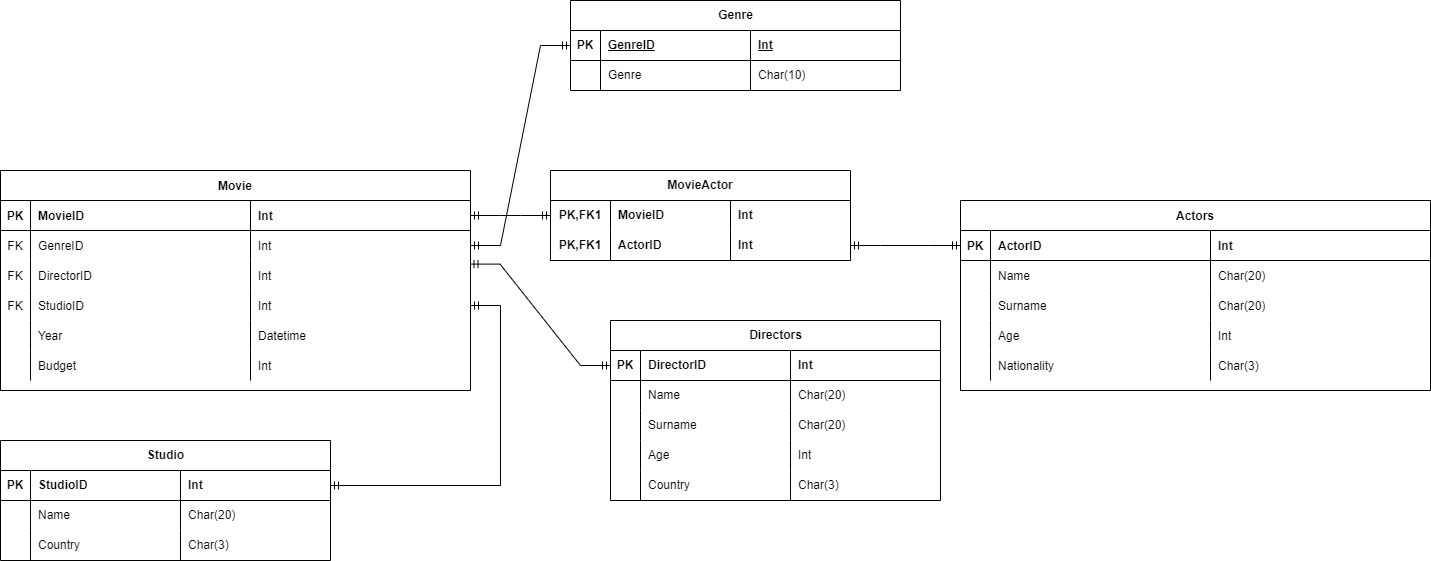 Genre
PK GenreID Int
Genre Char(10)
Movie
PK MovieID Int
FK GenreID Int
FK DirectorID Int
FK StudioID Int
Year Datetime
Budget Int
MovieActor
PK,FK1 MovieID Int
PK,FK1 ActorID Int
Actors
PK ActorID Int
Name Char(20)
Surname Char(20)
Age Int
Nationality Char(3)
Directors
PK DirectorID Int
Name Char(20)
Surname Char(20)
Age Int
Country Char(3)
Studio
PK StudioID Int
Name Char(20)
Country Char(3)